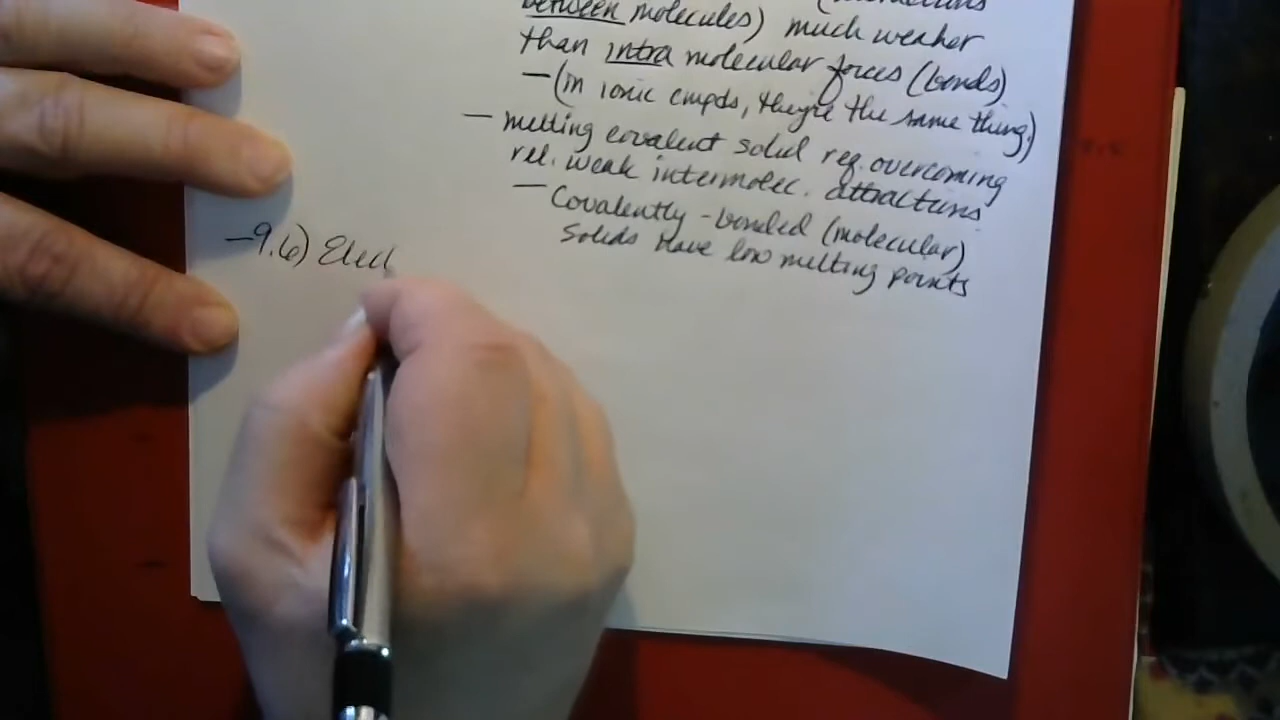 between molecules) much weaker
than intra molecular forces (bonds)
—(in ionic cmpds, they're the same thing.)
— melting covalent solid req. overcoming
rel. weak intermolec. attractions
— Covalently-bonded (molecular)
solids have low melting points
—9.6) Elect